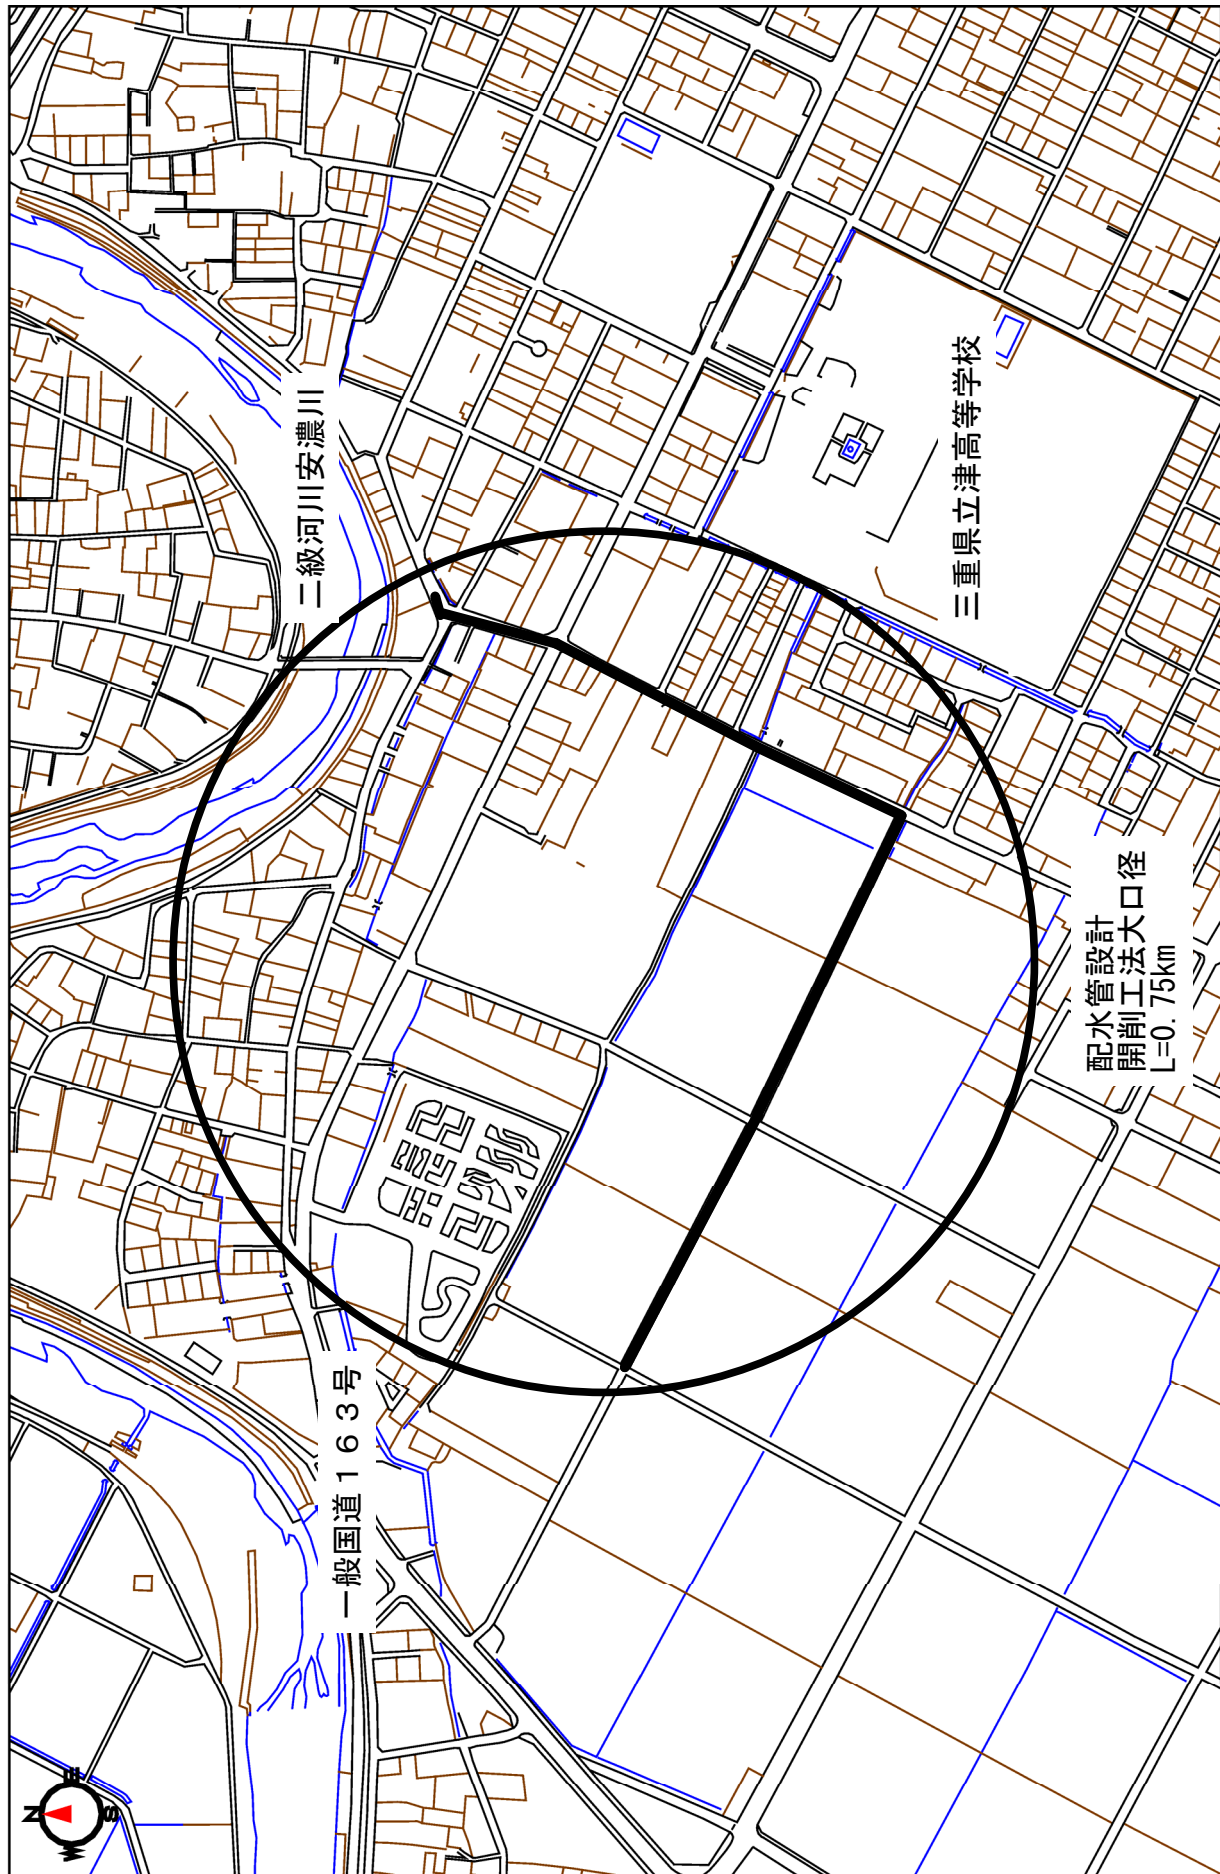 二級河川安濃川
三重県立津高等学校
一般国道１６３号
配水管設計
開削工法大口径
L=0.75km
N
E
S
W